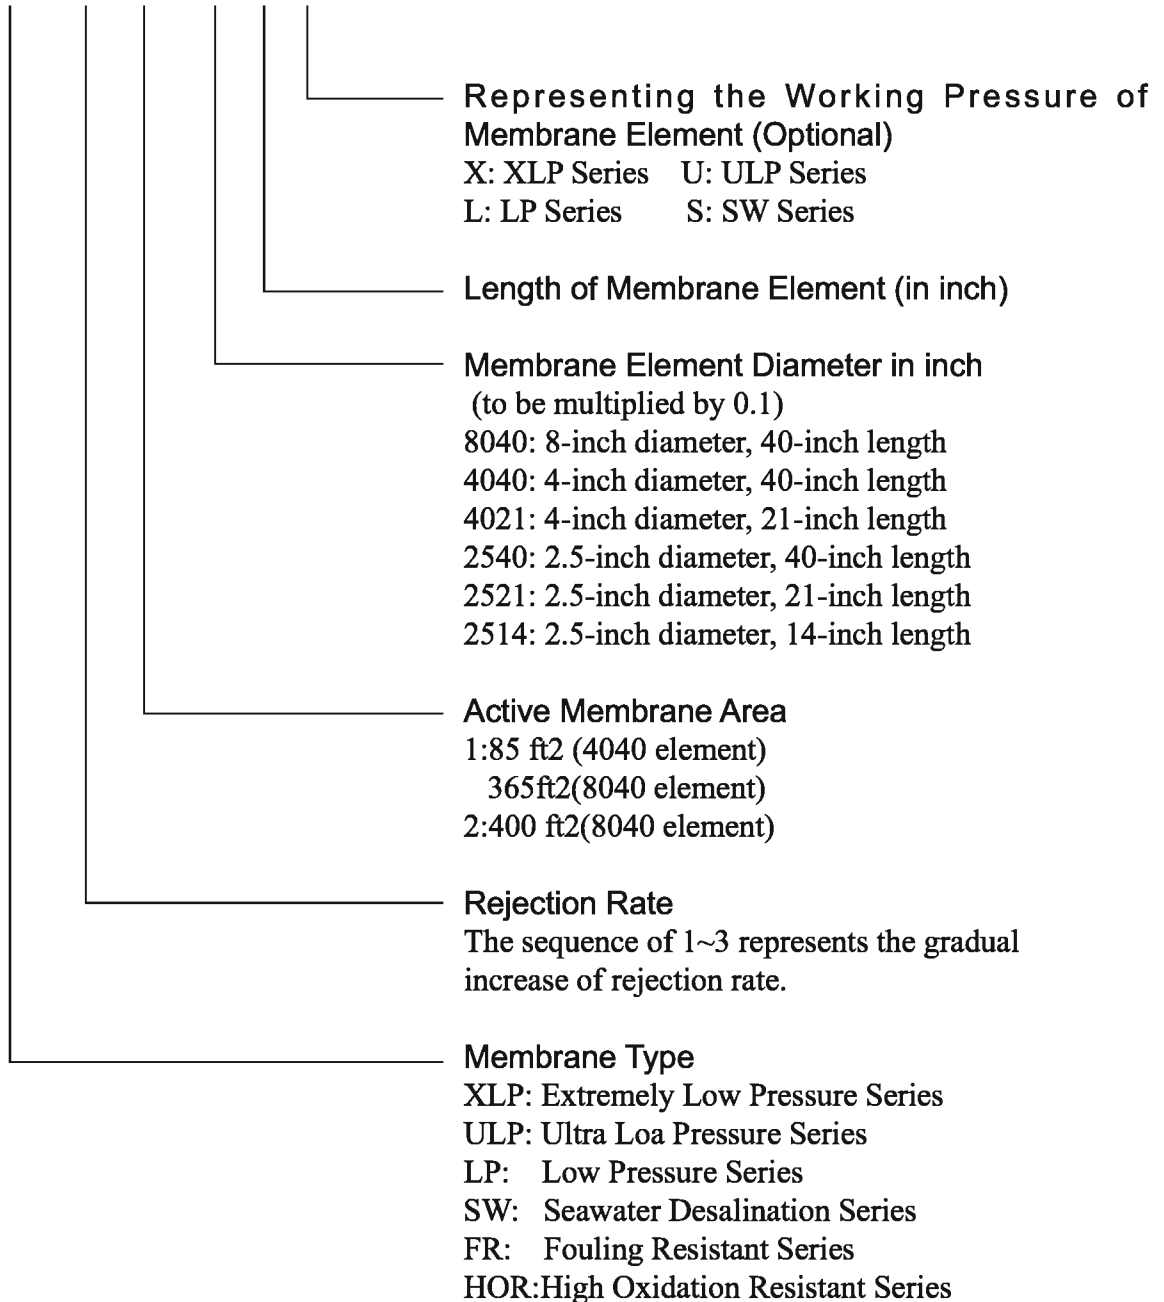 Representing the Working Pressure of
Membrane Element (Optional)
X: XLP Series U: ULP Series
L: LP Series S: SW Series
Length of Membrane Element (in inch)
Membrane Element Diameter in inch
(to be multiplied by 0.1)
8040: 8-inch diameter, 40-inch length
4040: 4-inch diameter, 40-inch length
4021: 4-inch diameter, 21-inch length
2540: 2.5-inch diameter, 40-inch length
2521: 2.5-inch diameter, 21-inch length
2514: 2.5-inch diameter, 14-inch length
Active Membrane Area
1:85 ft2 (4040 element)
365ft2(8040 element)
2:400 ft2(8040 element)
Rejection Rate
The sequence of 1~3 represents the gradual
increase of rejection rate.
Membrane Type
XLP: Extremely Low Pressure Series
ULP: Ultra Loa Pressure Series
LP: Low Pressure Series
SW: Seawater Desalination Series
FR: Fouling Resistant Series
HOR:High Oxidation Resistant Series